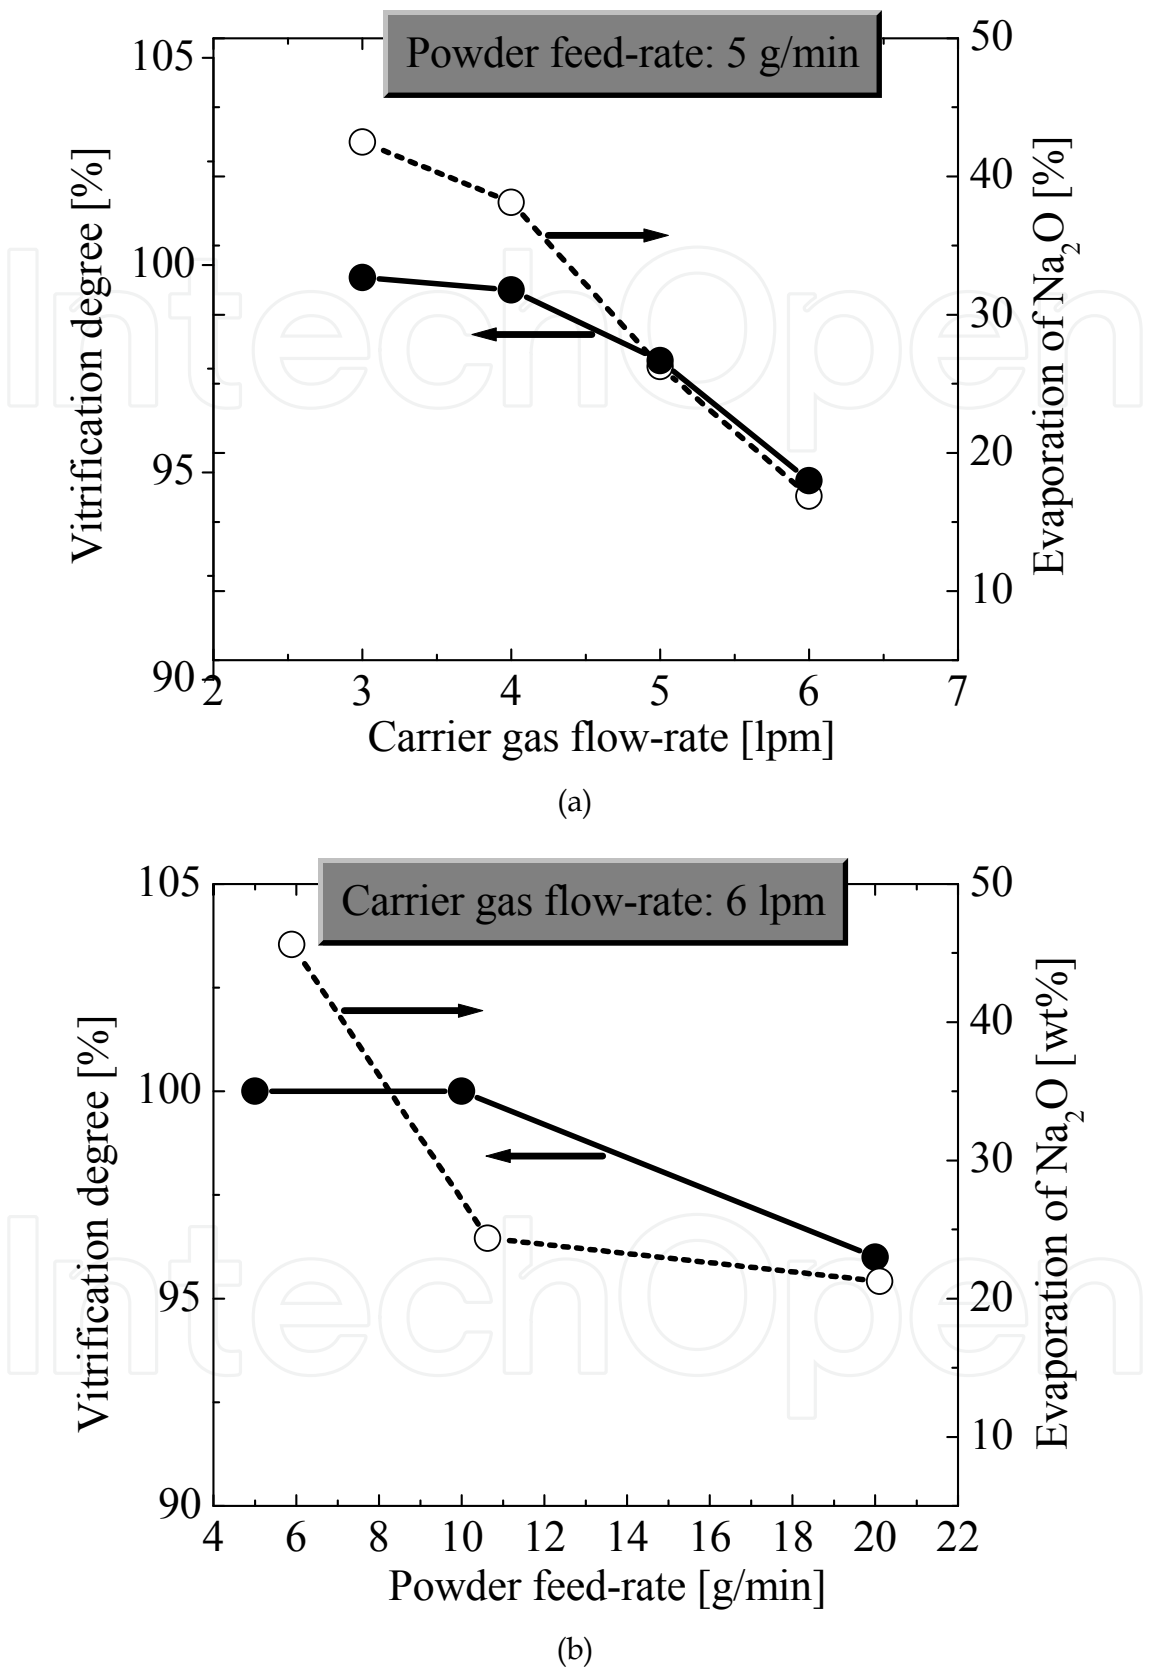 Powder feed-rate: 5 g/min
105
100
95
90
Vitrification degree [%]
50
40
30
20
10
Evaporation of Na₂O [%]
2 3 4 5 6 7
Carrier gas flow-rate [lpm]
(a)
Carrier gas flow-rate: 6 lpm
105
100
95
90
Vitrification degree [%]
50
40
30
20
10
Evaporation of Na₂O [wt%]
4 6 8 10 12 14 16 18 20 22
Powder feed-rate [g/min]
(b)
IntechOpen
IntechOpen